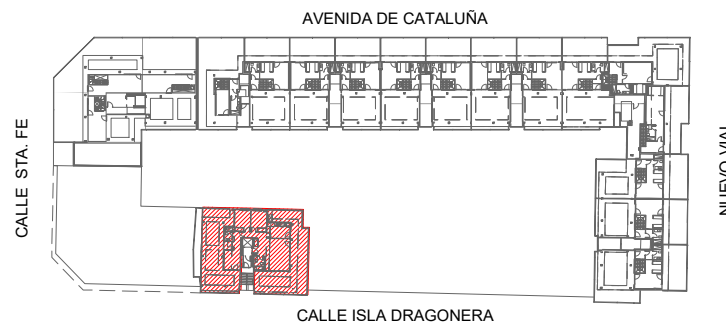 AVENIDA DE CATALUÑA
CALLE STA. FE
NUEVO VIAL
CALLE ISLA DRAGONERA